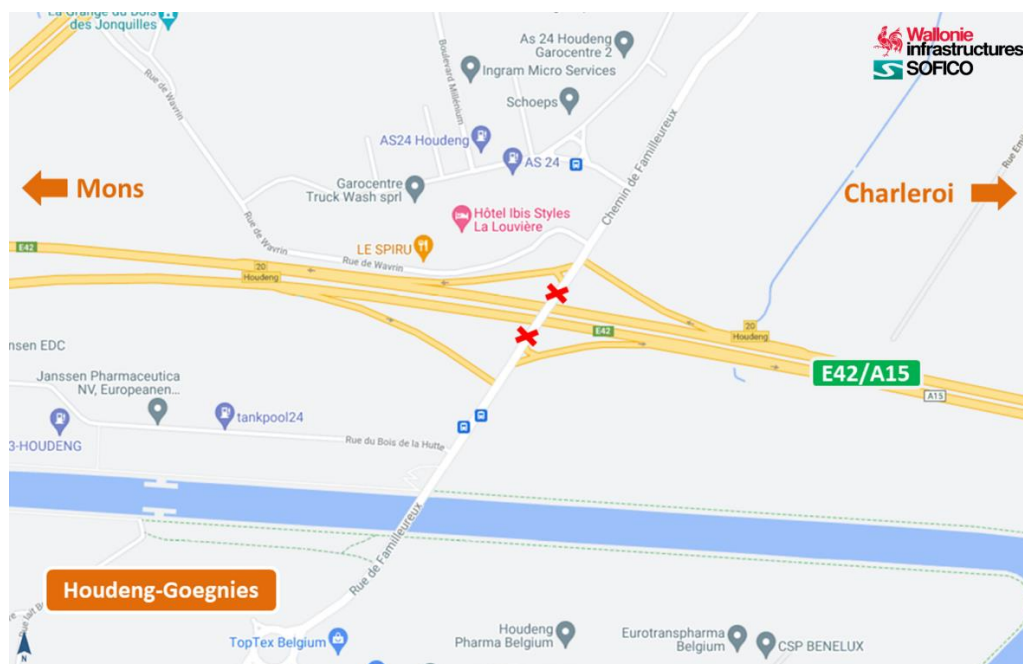 La Grange du Bois
des Jonquilles
Rue de Wavrin
Boulevard Millénium
As 24 Houdeng
Garocentre 2
Ingram Micro Services
Schoeps
Wallonie
infrastructures
SOFICO
AS24 Houdeng
AS 24
Chemin de Familleureux
Mons
Garocentre
Truck Wash sprl
Charleroi
Hôtel Ibis Styles
La Louvière
Rue de Wavrin
LE SPIRU
Rue de Wavrin
E42
20
Houdeng
E42
20
Houdeng
E42/A15
A15
nsen EDC
Janssen Pharmaceutica
NV, Europeanen...
tankpool24
3-HOUDENG
Rue du Bois de la Hutte
Rue de Familleureux
Houdeng-Goegnies
TopTex Belgium
Houdeng
Pharma Belgium
Eurotranspharma
Belgium
CSP BENELUX
N